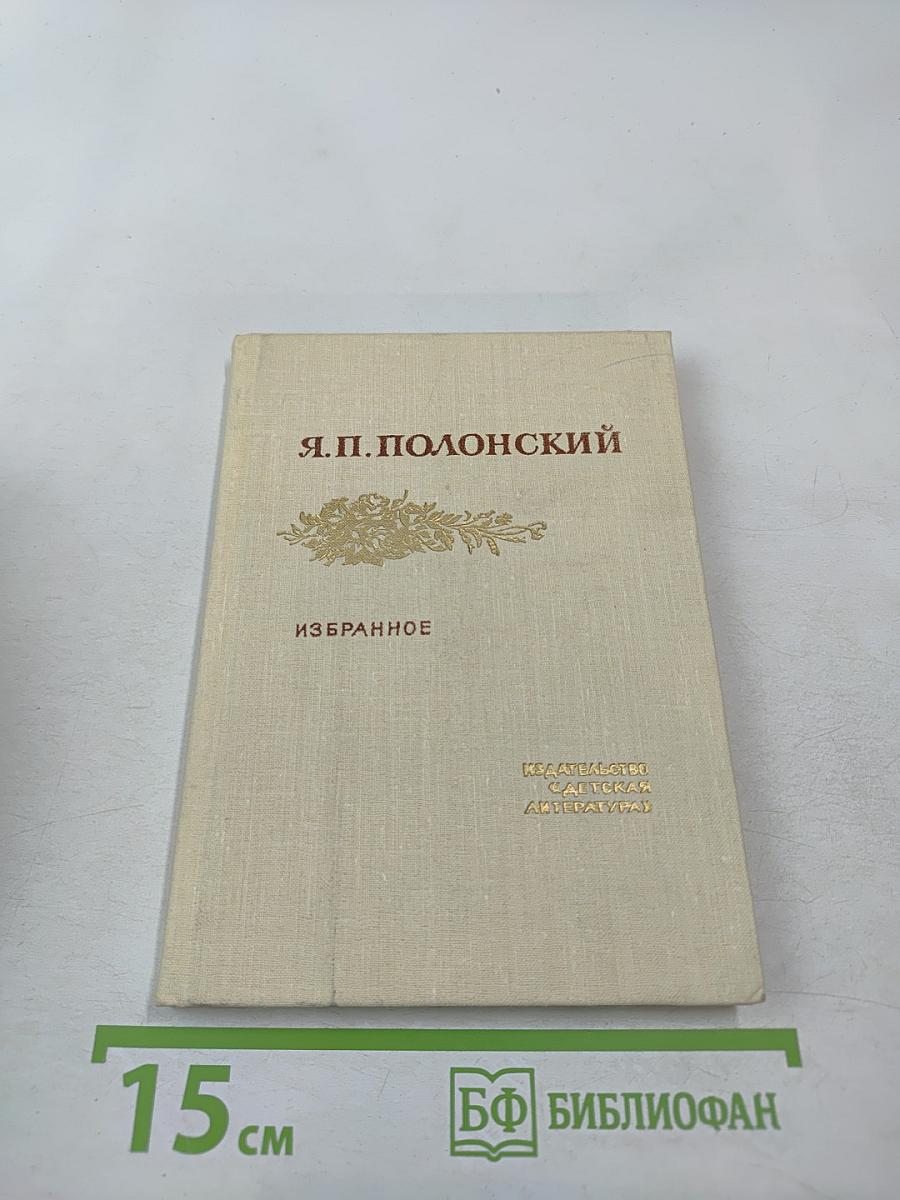 Я.П.ПОЛОНСКИЙ
ИЗБРАННОЕ
ИЗДАТЕЛЬСТВО
«ДЕТСКАЯ
ЛИТЕРАТУРА»
15 см
БФ БИБЛИОФАН